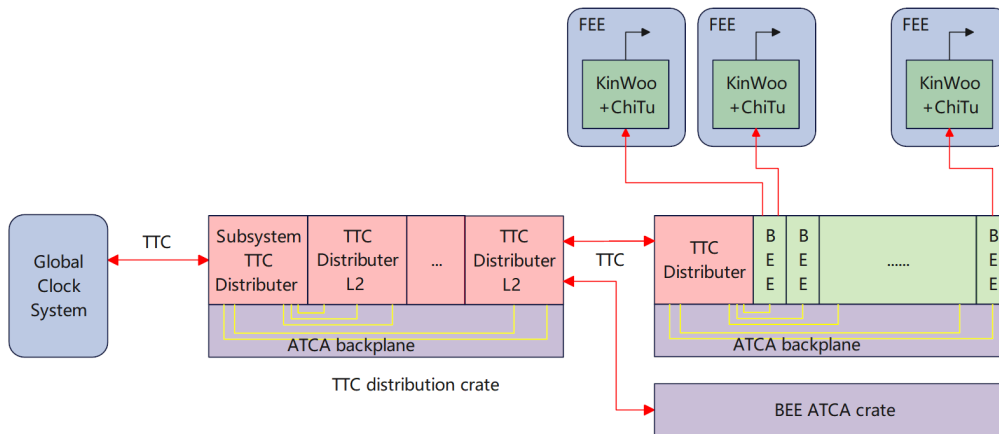 FEE
FEE
FEE
KinWoo
+ChiTu
KinWoo
+ChiTu
KinWoo
+ChiTu
Global
Clock
System
TTC
Subsystem
TTC
Distributer
TTC
Distributer
L2
...
TTC
Distributer
L2
ATCA backplane
TTC distribution crate
TTC
TTC
Distributer
B
E
E
B
E
E
......
B
E
E
ATCA backplane
BEE ATCA crate